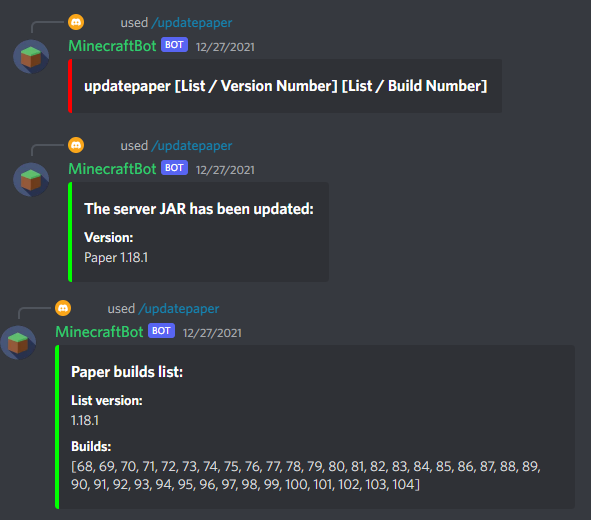 used /updatepaper
MinecraftBot BOT 12/27/2021
updatepaper [List / Version Number] [List / Build Number]
used /updatepaper
MinecraftBot BOT 12/27/2021
The server JAR has been updated:
Version:
Paper 1.18.1
used /updatepaper
MinecraftBot BOT 12/27/2021
Paper builds list:
List version:
1.18.1
Builds:
[68, 69, 70, 71, 72, 73, 74, 75, 76, 77, 78, 79, 80, 81, 82, 83, 84, 85, 86, 87, 88, 89,
90, 91, 92, 93, 94, 95, 96, 97, 98, 99, 100, 101, 102, 103, 104]